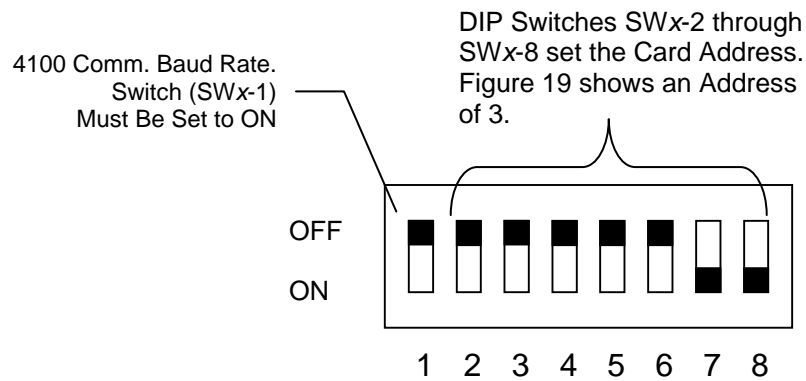 4100 Comm. Baud Rate.
Switch (SWx-1)
Must Be Set to ON
DIP Switches SWx-2 through
SWx-8 set the Card Address.
Figure 19 shows an Address
of 3.
OFF
ON
1 2 3 4 5 6 7 8